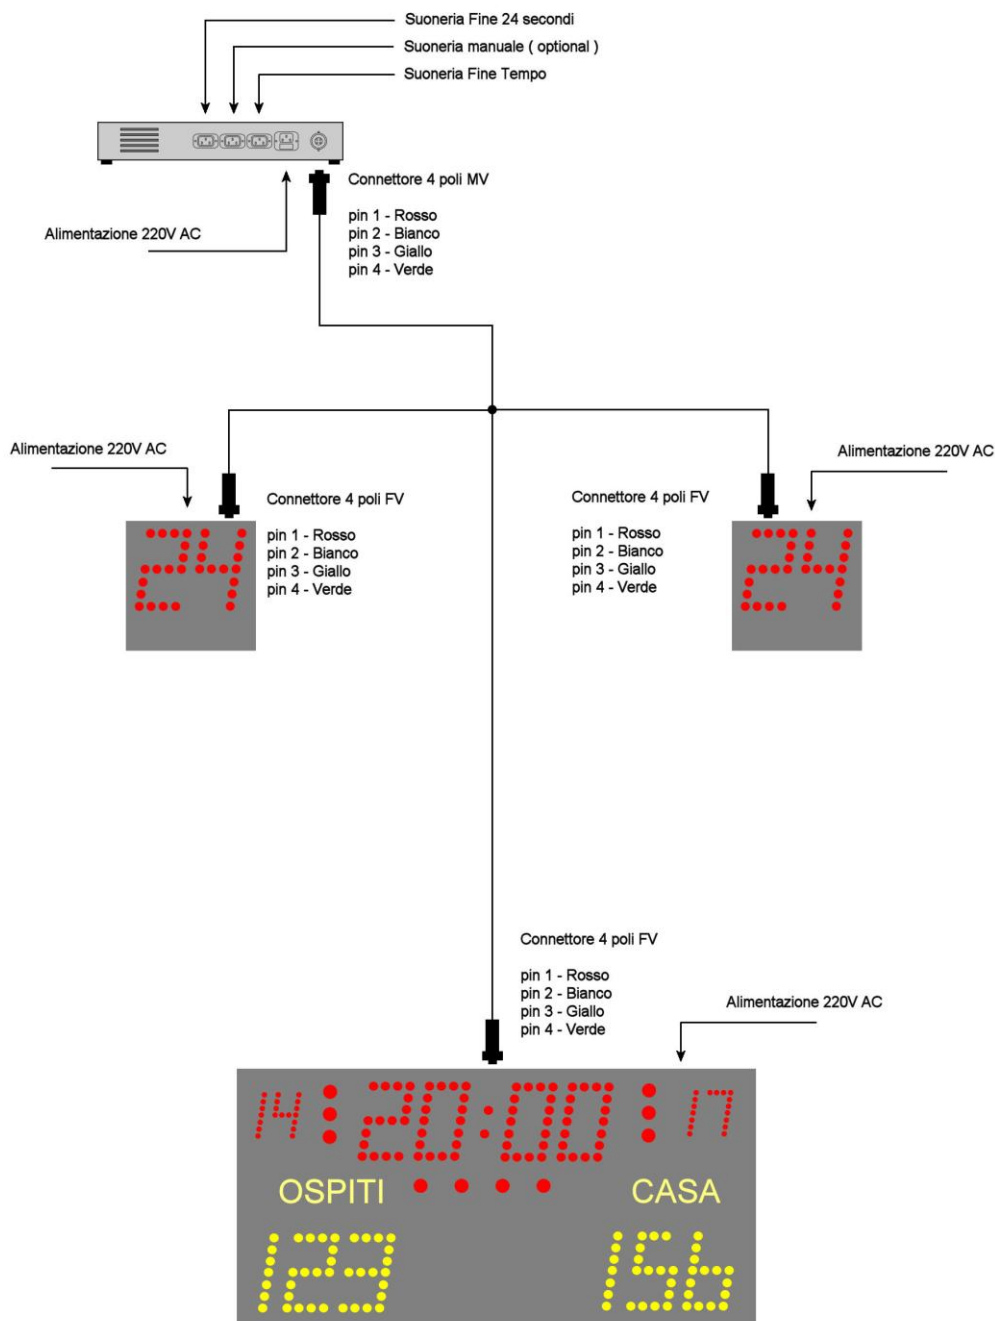 Suoneria Fine 24 secondi
Suoneria manuale ( optional )
Suoneria Fine Tempo
Connettore 4 poli MV
pin 1 - Rosso
pin 2 - Bianco
pin 3 - Giallo
pin 4 - Verde
Alimentazione 220V AC
Alimentazione 220V AC
Connettore 4 poli FV
pin 1 - Rosso
pin 2 - Bianco
pin 3 - Giallo
pin 4 - Verde
24
Connettore 4 poli FV
pin 1 - Rosso
pin 2 - Bianco
pin 3 - Giallo
pin 4 - Verde
Alimentazione 220V AC
24
Connettore 4 poli FV
pin 1 - Rosso
pin 2 - Bianco
pin 3 - Giallo
pin 4 - Verde
Alimentazione 220V AC
14 20:00 17
OSPITI CASA
123 156